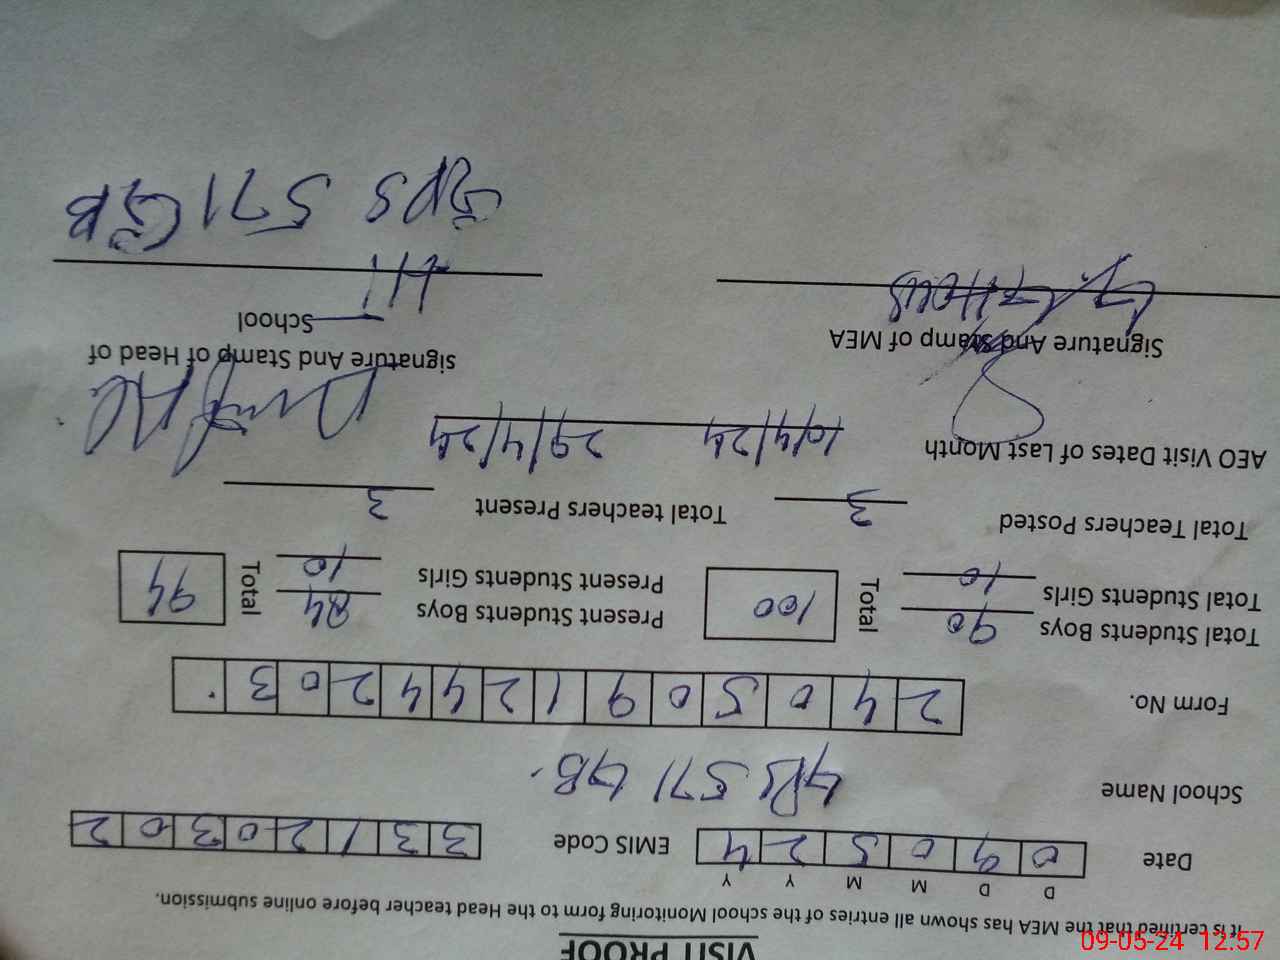 VISIT PROOF
It is certified that the MEA has shown all entries of the school Monitoring form to the Head teacher before online submission.
D D M M Y Y
Date 0 9 0 5 2 4 EMIS Code 3 3 1 2 0 3 0 2
School Name GPS 571 GB
Form No. 2 4 0 5 0 9 1 2 4 4 2 0 3
Total Students Boys 90 Total 100 Present Students Boys 84 Total 94
Total Students Girls 10 Present Students Girls 10
Total Teachers Posted 3 Total teachers Present 3
AEO Visit Dates of Last Month 10/4/24 29/4/24
Signature And Stamp of MEA signature And Stamp of Head of
School
GPS 571 GB
09-05-24 12:57